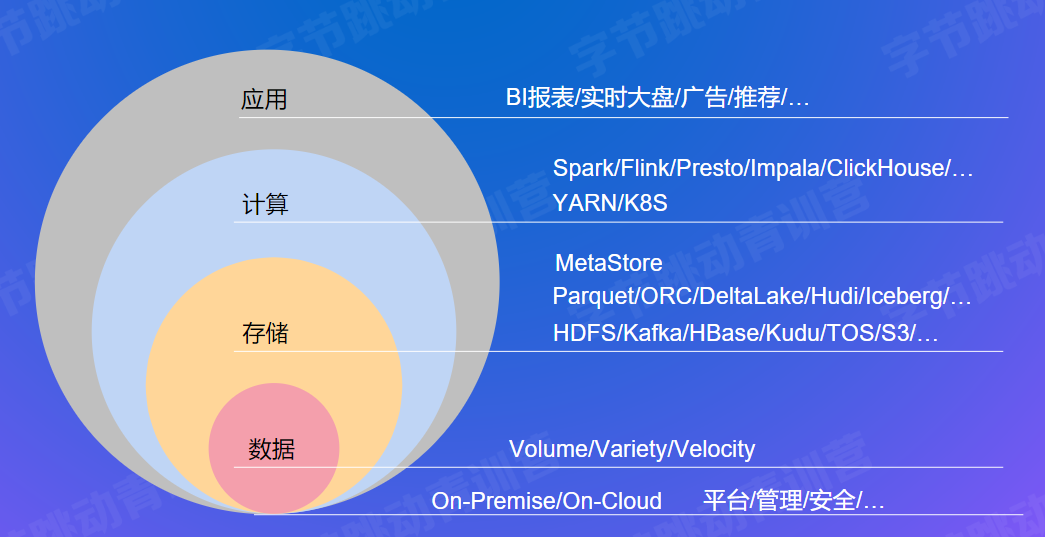 应用 BI报表/实时大盘/广告/推荐/…
Spark/Flink/Presto/Impala/ClickHouse/…
计算 YARN/K8S
MetaStore
Parquet/ORC/DeltaLake/Hudi/Iceberg/…
存储 HDFS/Kafka/HBase/Kudu/TOS/S3/…
数据 Volume/Variety/Velocity
On-Premise/On-Cloud 平台/管理/安全/…
字节跳动青训营